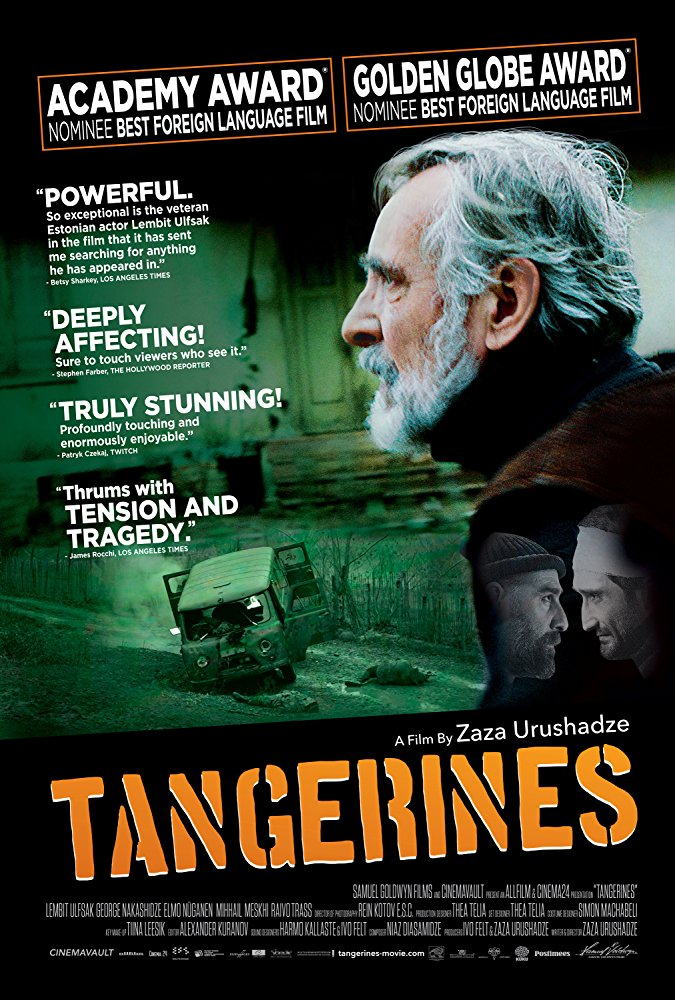 ACADEMY AWARD®
NOMINEE BEST FOREIGN LANGUAGE FILM
GOLDEN GLOBE AWARD®
NOMINEE BEST FOREIGN LANGUAGE FILM
“POWERFUL.
So exceptional is the veteran
Estonian actor Lembit Ulfsak
in the film that it has sent
me searching for anything
he has appeared in.”
- Betsy Sharkey, LOS ANGELES TIMES
“DEEPLY
AFFECTING!
Sure to touch viewers who see it.”
- Stephen Farber, THE HOLLYWOOD REPORTER
“TRULY STUNNING!
Profoundly touching and
enormously enjoyable.”
- Patryk Czekaj, TWITCH
“Thrums with
TENSION AND
TRAGEDY.”
- James Rocchi, LOS ANGELES TIMES
A Film By Zaza Urushadze
TANGERINES
SAMUEL GOLDWYN FILMS AND CINEMAVAULT PRESENT AN ALLFILM & CINEMA24 PRESENTATION "TANGERINES"
LEMBIT ULFSAK GEORGE NAKASHIDZE ELMO NÜGANEN MIHHAIL MESKHI RAIVO TRASS DIRECTOR OF PHOTOGRAPHY REIN KOTOV E.S.C. PRODUCTION DESIGNER THEA TELIA SET DESIGNER THEA TELIA COSTUME DESIGNER SIMON MACHABELI
KEY MAKE-UP TIINA LEESIK EDITOR ALEXANDER KURANOV SOUND DESIGNERS HARMO KALLASTE & IVO FELT COMPOSER NIAZ DIASAMIDZE PRODUCERS IVO FELT & ZAZA URUSHADZE WRITER & DIRECTOR ZAZA URUSHADZE
CINEMAVAULT Cinema 24 tangerines-movie.com Postimees